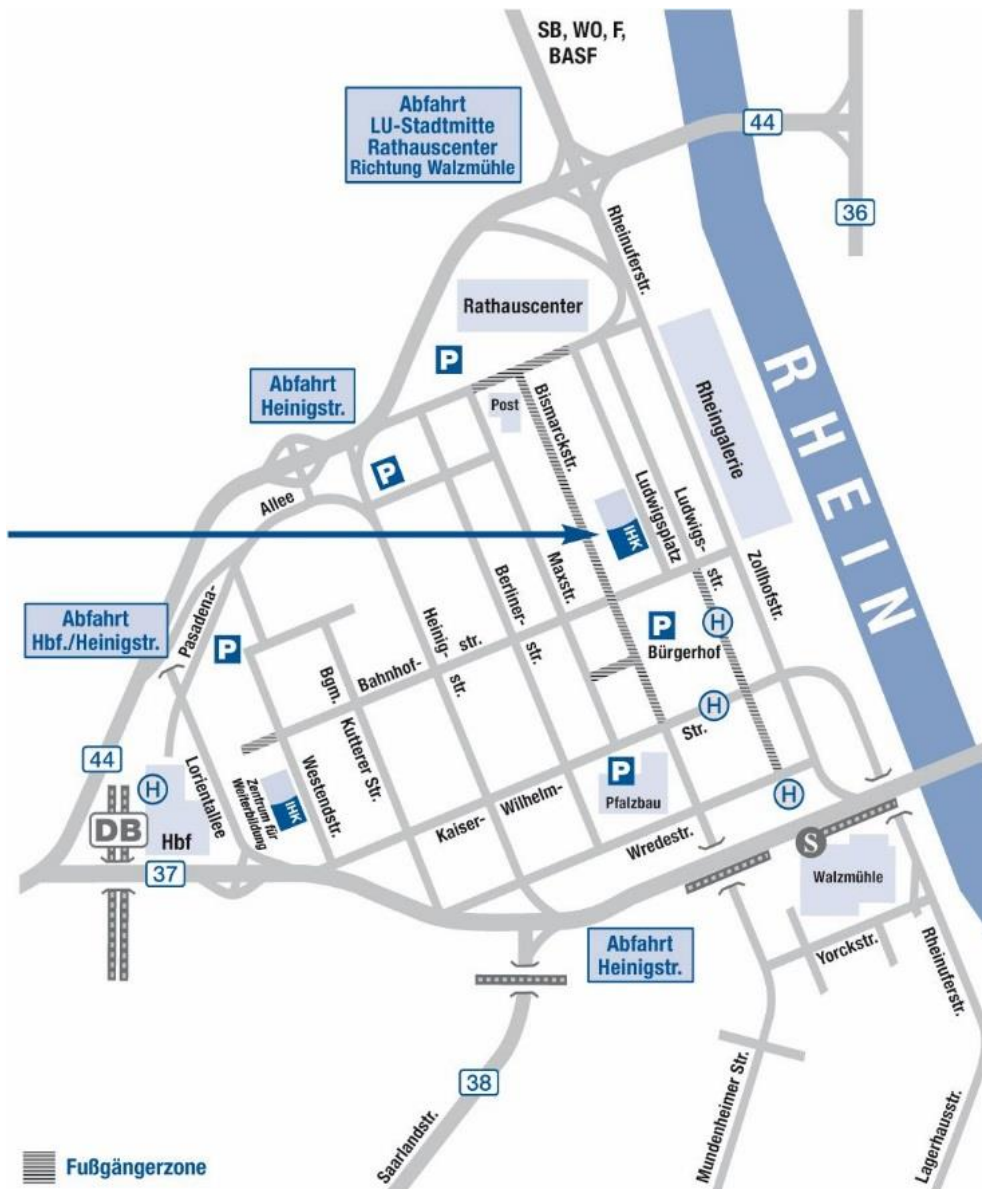 SB, WO, F,
BASF
Abfahrt
LU-Stadtmitte
Rathauscenter
Richtung Walzmühle
44
36
Rheinuferstr.
Rathauscenter
P
Abfahrt
Heinigstr.
Post
Bismarckstr.
Rheingalerie
RHEIN
P
Allee
IHK
Ludwigsplatz
Ludwigs-
str.
Zollhofstr.
Maxstr.
Berliner-
str.
Heinig-
str.
Pasadena-
Abfahrt
Hbf./Heinigstr.
P
Bgm.
Kutterer Str.
Bahnhof-
str.
P
Bürgerhof
H
H
Str.
44
H
DB
Hbf
Lorientallee
Zentrum für
Weiterbildung
IHK
Westendstr.
Kaiser-
Wilhelm-
P
Pfalzbau
H
Wredestr.
S
Walzmühle
37
Abfahrt
Heinigstr.
Yorckstr.
Rheinuferstr.
38
Saarlandstr.
Mundenheimer Str.
Lagerhausstr.
Fußgängerzone